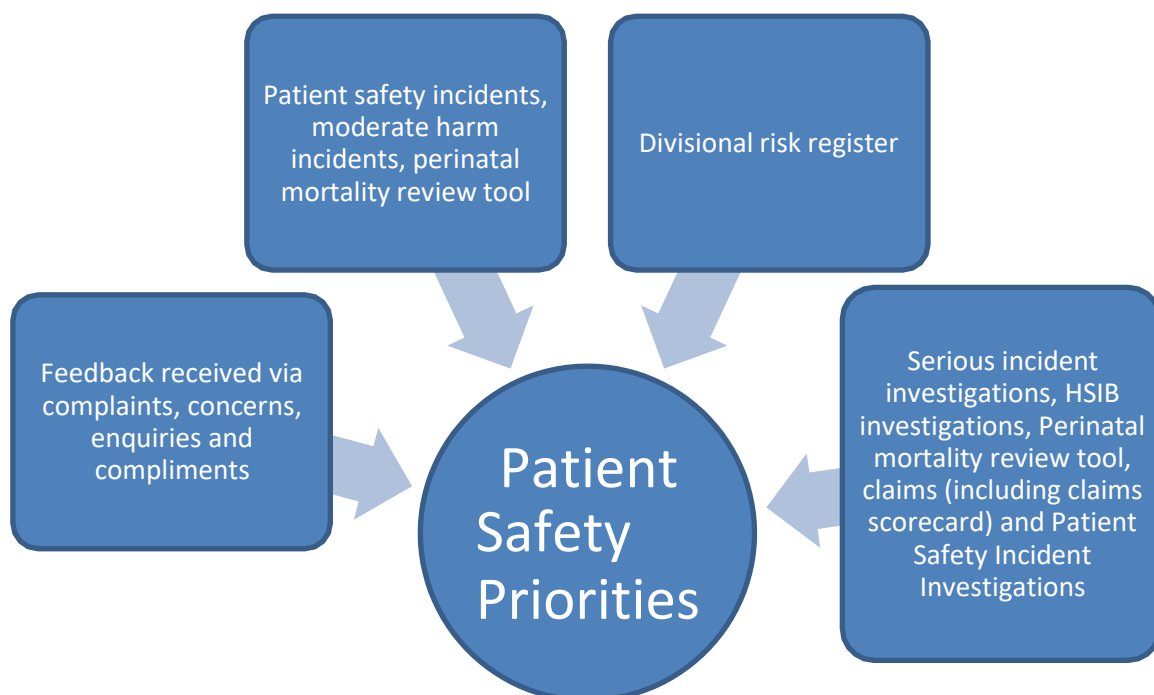 Patient safety incidents,
moderate harm
incidents, perinatal
mortality review tool
Divisional risk register
Feedback received via
complaints, concerns,
enquiries and
compliments
Serious incident
investigations, HSIB
investigations, Perinatal
mortality review tool,
claims (including claims
scorecard) and Patient
Safety Incident
Investigations
Patient
Safety
Priorities